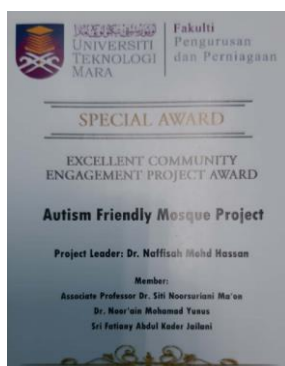 UNIVERSITI
TEKNOLOGI
MARA
Fakulti
Pengurusan
dan Perniagaan
SPECIAL AWARD
EXCELLENT COMMUNITY
ENGAGEMENT PROJECT AWARD
Autism Friendly Mosque Project
Project Leader: Dr. Naffisah Mohd Hassan
Member:
Associate Professor Dr. Siti Noorsuriani Ma'on
Dr. Noor'ain Mohamad Yunus
Sri Fatiany Abdul Kader Jailani